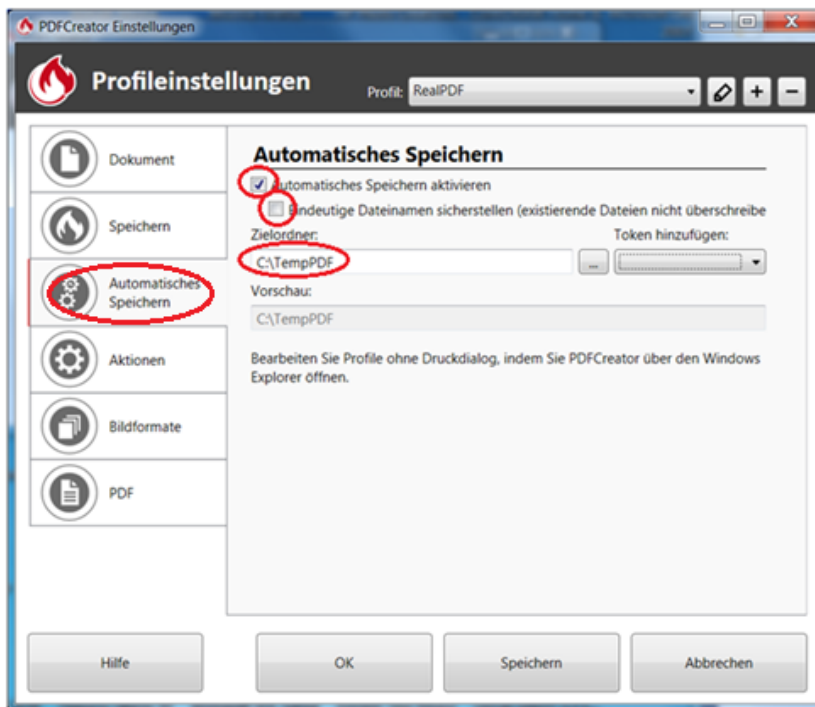 PDFCreator Einstellungen
Profileinstellungen
Profil: RealPDF
Dokument
Speichern
Automatisches
Speichern
Aktionen
Bildformate
PDF
Automatisches Speichern
Automatisches Speichern aktivieren
Eindeutige Dateinamen sicherstellen (existierende Dateien nicht überschreibe
Zielordner: Token hinzufügen:
C:\TempPDF ...
Vorschau:
C:\TempPDF
Bearbeiten Sie Profile ohne Druckdialog, indem Sie PDFCreator über den Windows
Explorer öffnen.
Hilfe OK Speichern Abbrechen